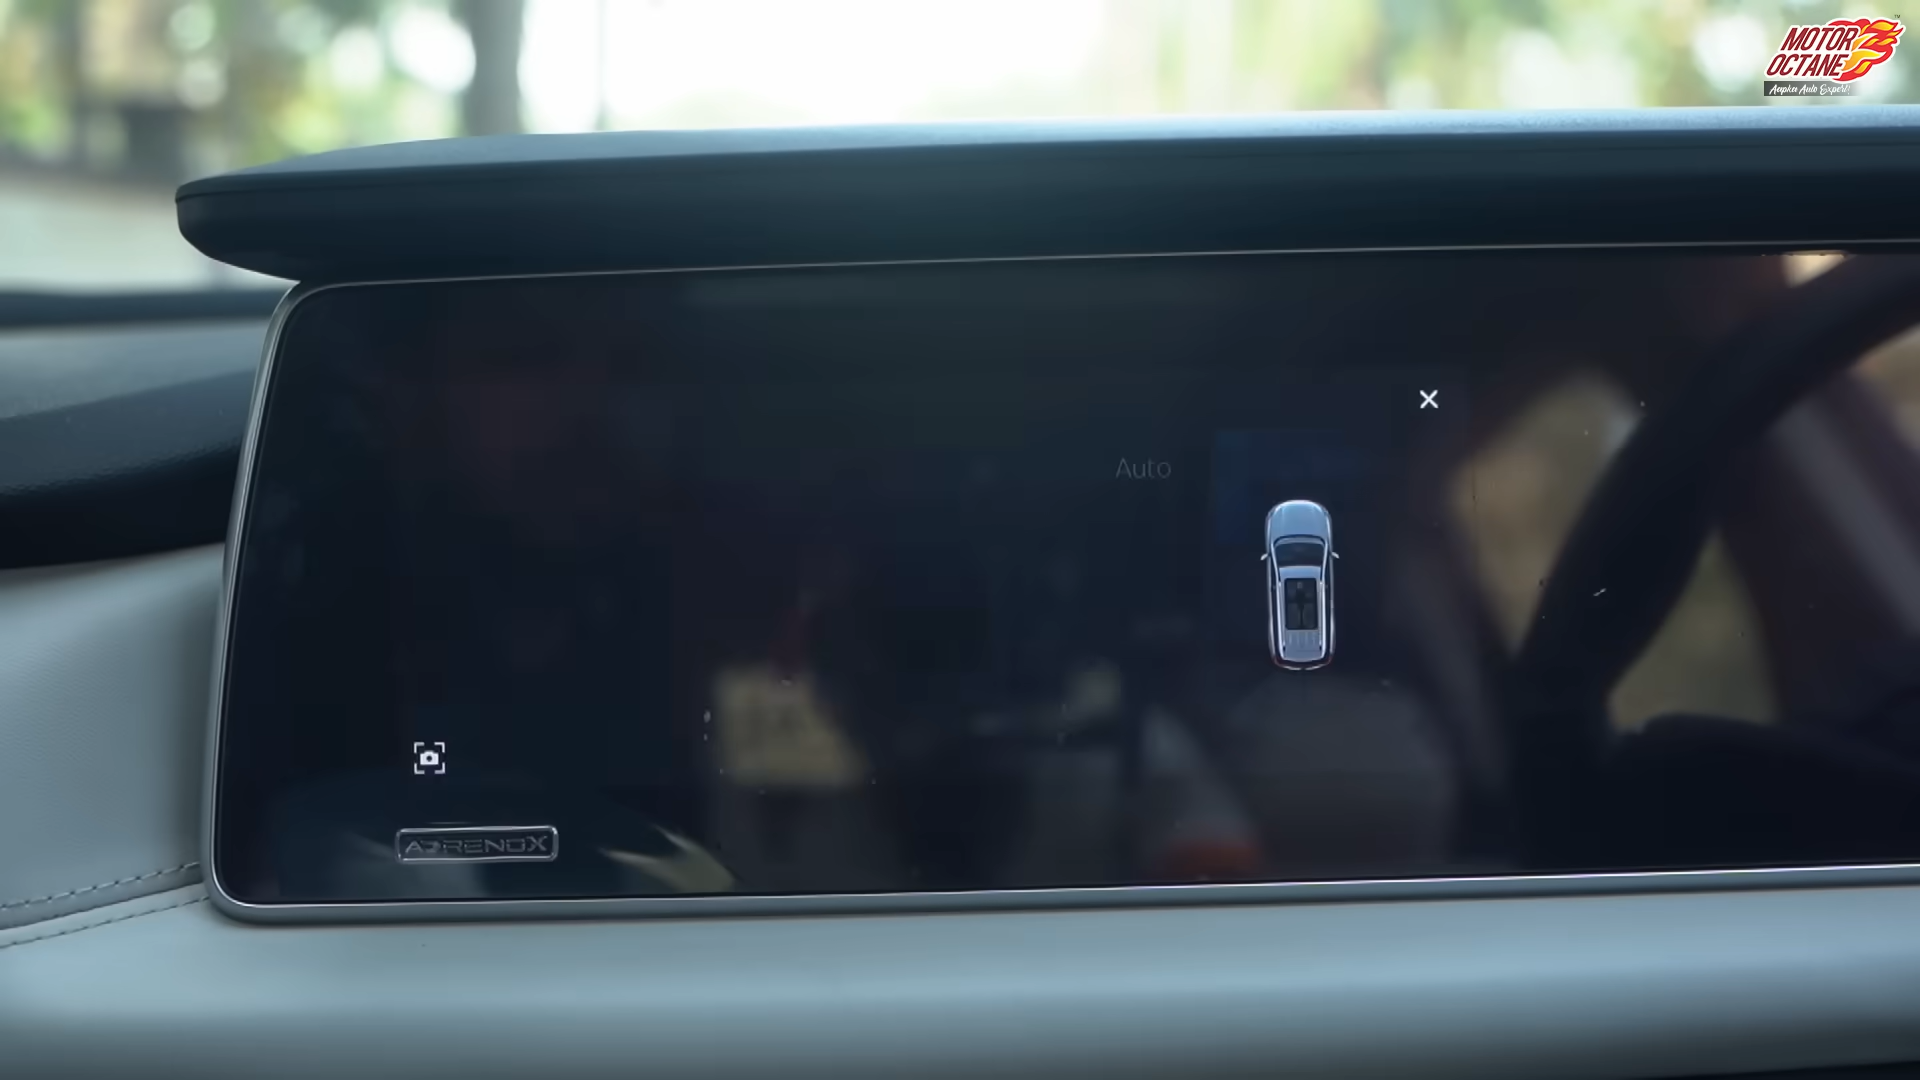 MOTOR
OCTANE
Aapka Auto Expert!
Auto
ADRENOX